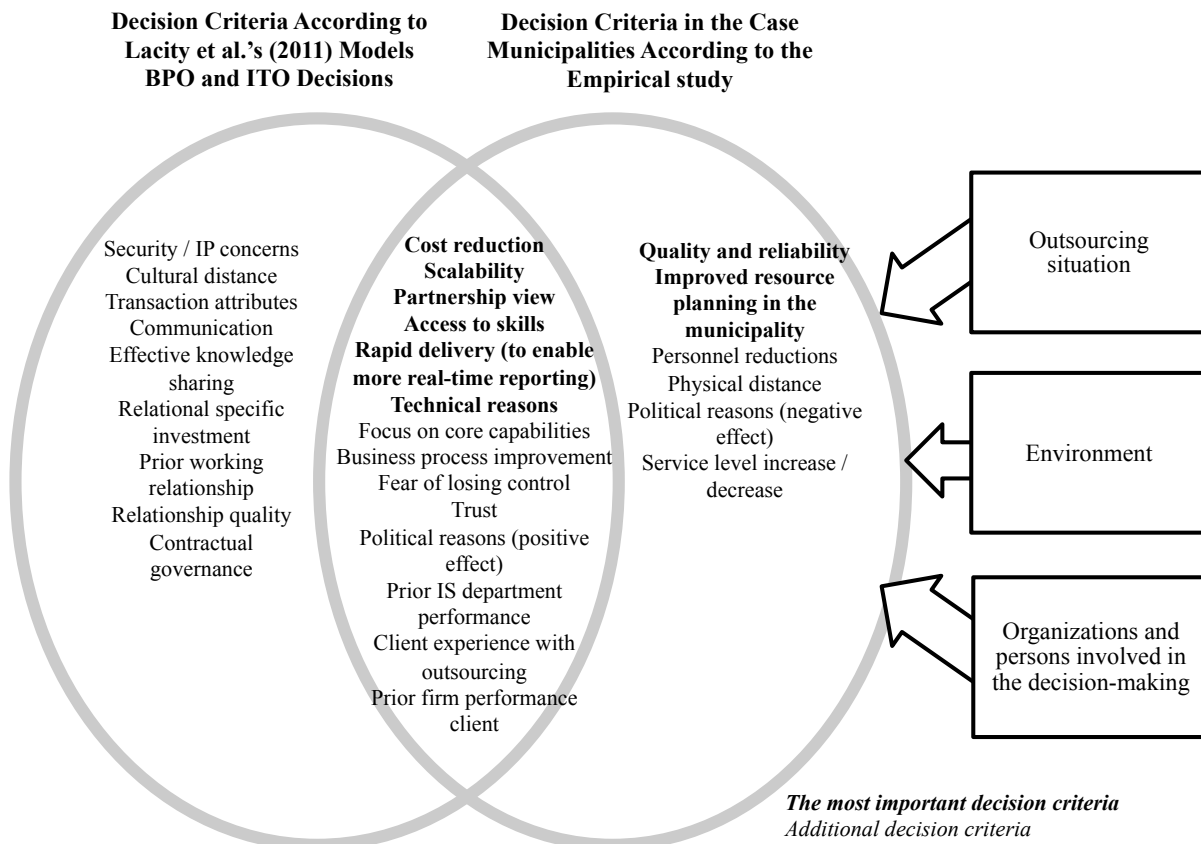 Decision Criteria According to
Lacity et al.’s (2011) Models
BPO and ITO Decisions
Decision Criteria in the Case
Municipalities According to the
Empirical study
Security / IP concerns
Cultural distance
Transaction attributes
Communication
Effective knowledge
sharing
Relational specific
investment
Prior working
relationship
Relationship quality
Contractual
governance
Cost reduction
Scalability
Partnership view
Access to skills
Rapid delivery (to enable
more real-time reporting)
Technical reasons
Focus on core capabilities
Business process improvement
Fear of losing control
Trust
Political reasons (positive
effect)
Prior IS department
performance
Client experience with
outsourcing
Prior firm performance
client
Quality and reliability
Improved resource
planning in the
municipality
Personnel reductions
Physical distance
Political reasons (negative
effect)
Service level increase /
decrease
Outsourcing
situation
Environment
Organizations and
persons involved in
the decision-making
The most important decision criteria
Additional decision criteria